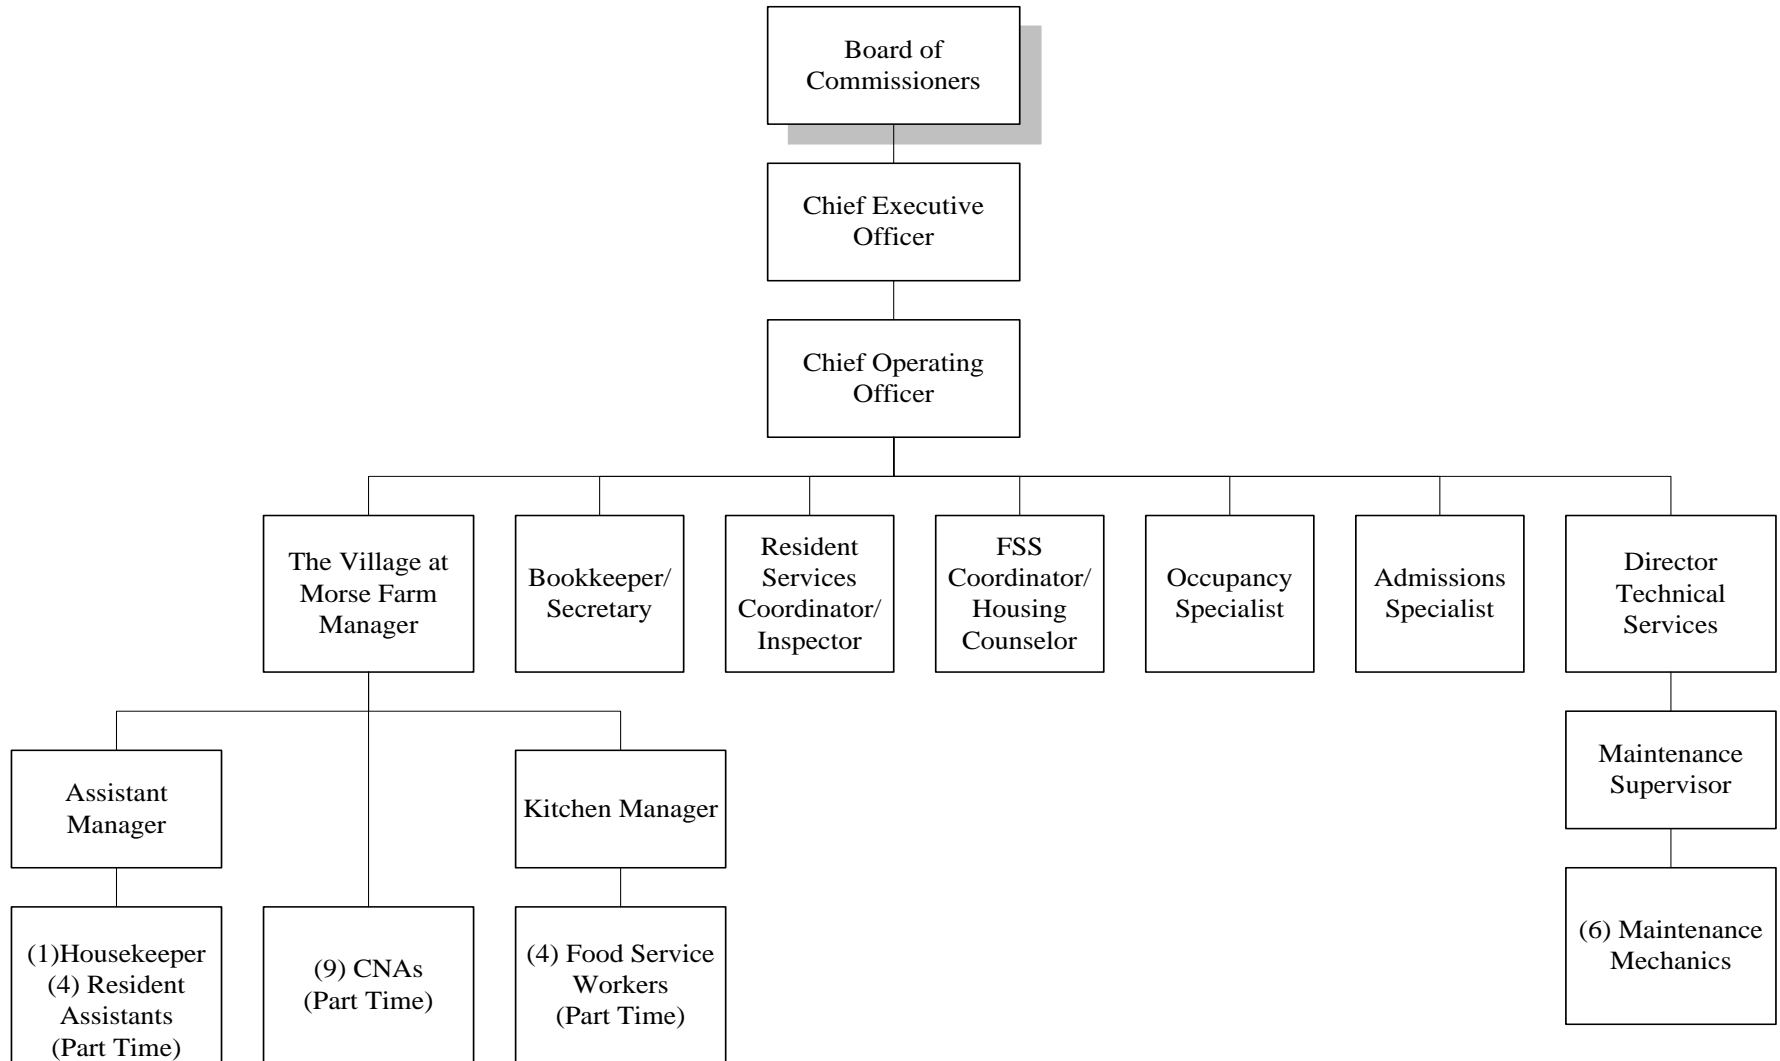 Board of
Commissioners
Chief Executive
Officer
Chief Operating
Officer
The Village at
Morse Farm
Manager
Bookkeeper/
Secretary
Resident
Services
Coordinator/
Inspector
FSS
Coordinator/
Housing
Counselor
Occupancy
Specialist
Admissions
Specialist
Director
Technical
Services
Assistant
Manager
Kitchen Manager
Maintenance
Supervisor
(1)Housekeeper
(4) Resident
Assistants
(Part Time)
(9) CNAs
(Part Time)
(4) Food Service
Workers
(Part Time)
(6) Maintenance
Mechanics